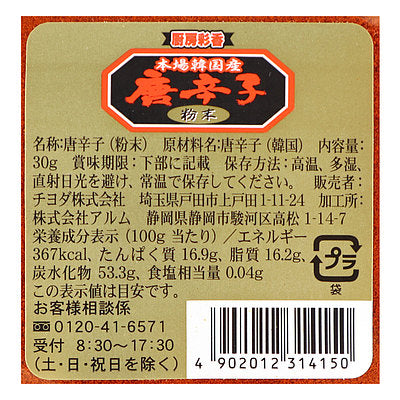 厨房彩香
本場韓国産
唐辛子
粉末
名称:唐辛子(粉末) 原材料名:唐辛子(韓国) 内容量:
30g 賞味期限:下部に記載 保存方法:高温、多湿、
直射日光を避け、常温で保存してください。 販売者:
チヨダ株式会社 埼玉県戸田市上戸田1-11-24 加工所:
株式会社アルム 静岡県静岡市駿河区高松1-14-7
栄養成分表示(100g当たり)/エネルギー
367kcal、たんぱく質16.9g、脂質16.2g、
炭水化物 53.3g、食塩相当量 0.04g
この表示値は目安です。
プラ
袋
お客様相談係
0120-41-6571
受付 8:30〜17:30
(土・日・祝日を除く)
4 902012 314150